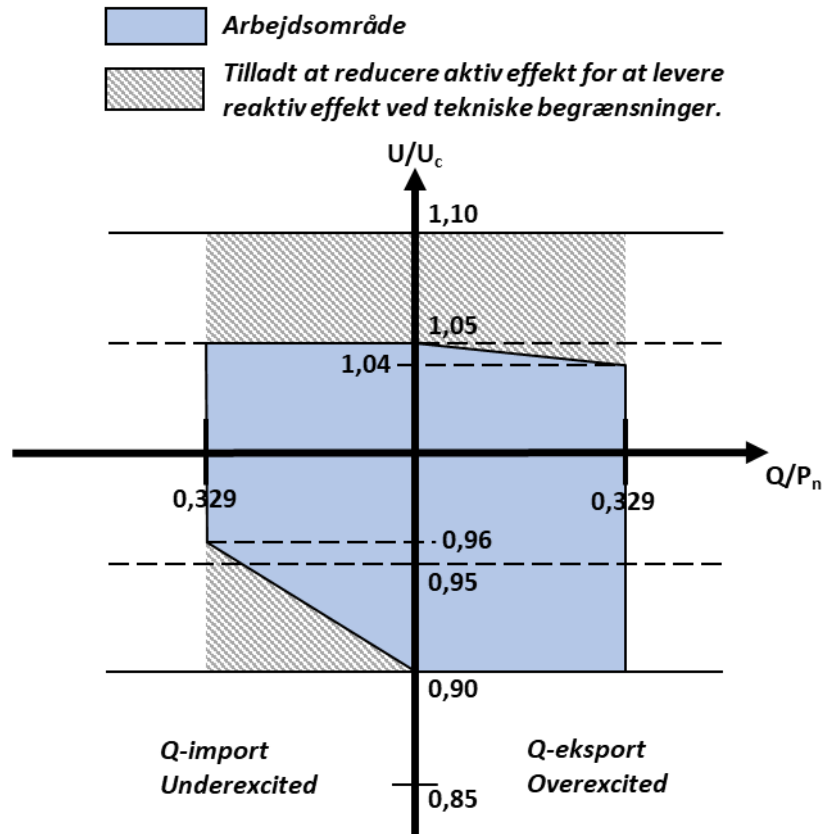 Arbejdsområde
Tilladt at reducere aktiv effekt for at levere
reaktiv effekt ved tekniske begrænsninger.
U/Uc
1,10
1,05
1,04
Q/Pn
0,329
0,329
0,96
0,95
0,90
Q-import
Underexcited
Q-eksport
Overexcited
0,85